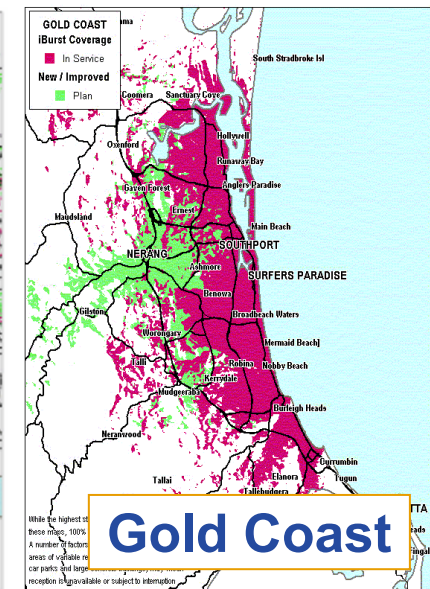 GOLD COAST
iBurst Coverage
In Service
New / Improved
Plan
South Stradbroke Isl
Coomera
Sanctuary Cove
Hollywell
Oxenford
Runaway Bay
Gaven Forest
Anglers Paradise
Ernest
Maudsland
Main Beach
SOUTHPORT
NERANG
Ashmore
SURFERS PARADISE
Benowa
Gilston
Broadbeach Waters
Worongary
Mermaid Beach]
Talli
Robina
Nobby Beach
Kerrydale
Mudgeeraba
Burleigh Heads
Neranwood
Currumbin
Elanora
Tugun
Tallai
Tallebudgera
While the highest
these maps, 100%
A number of factors
areas of variable
car parks and large
reception is unavailable or subject to interruption
Gold Coast